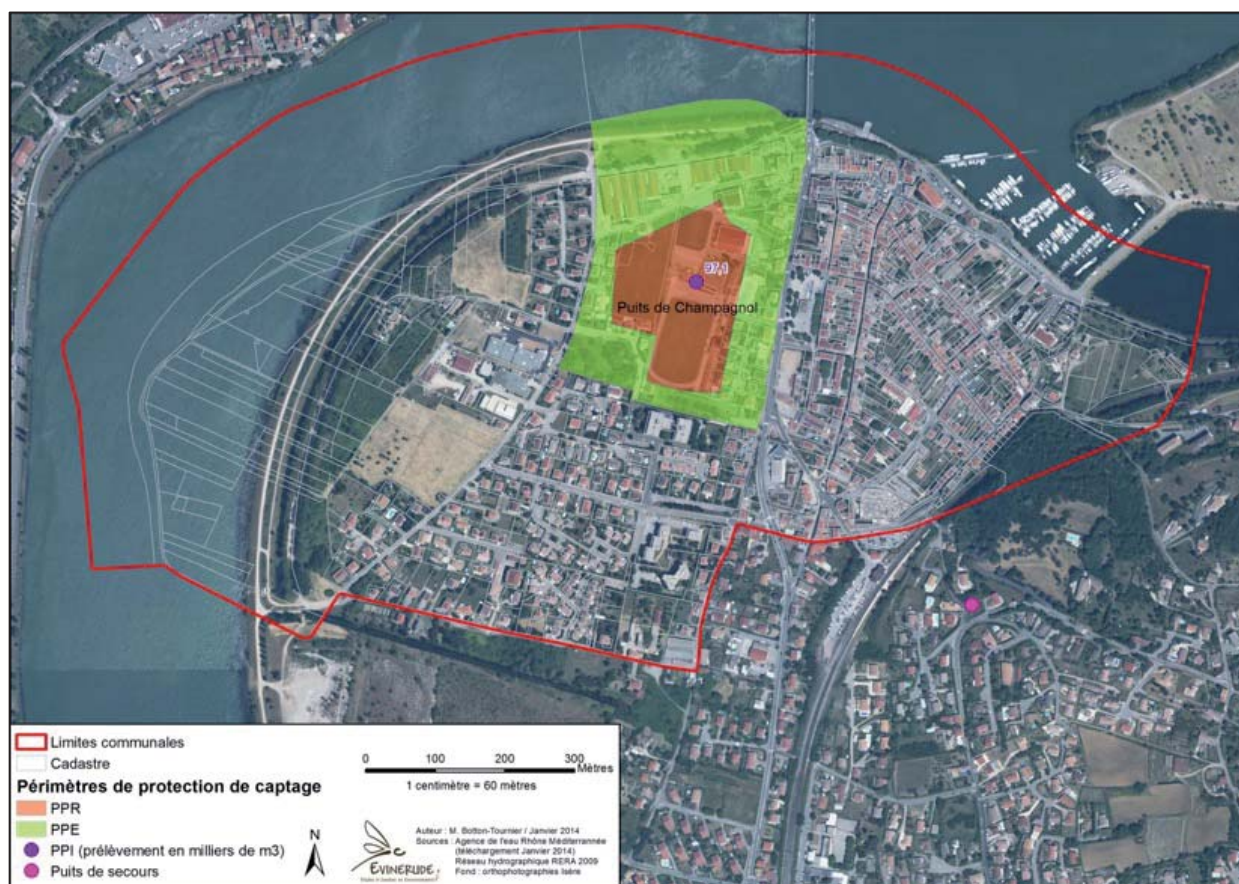 97,1
Puits de Champagnol
Limites communales
Cadastre
Périmètres de protection de captage
PPR
PPE
PPI (prélèvement en milliers de m3)
Puits de secours
0 100 200 300
Mètres
1 centimètre = 60 mètres
N
EVINERUDE
Auteur : M. Botton-Tournier / Janvier 2014
Sources : Agence de l'eau Rhône Méditerrannée
(téléchargement Janvier 2014)
Réseau hydrographique RERA 2009
Fond : orthophotographies Isère